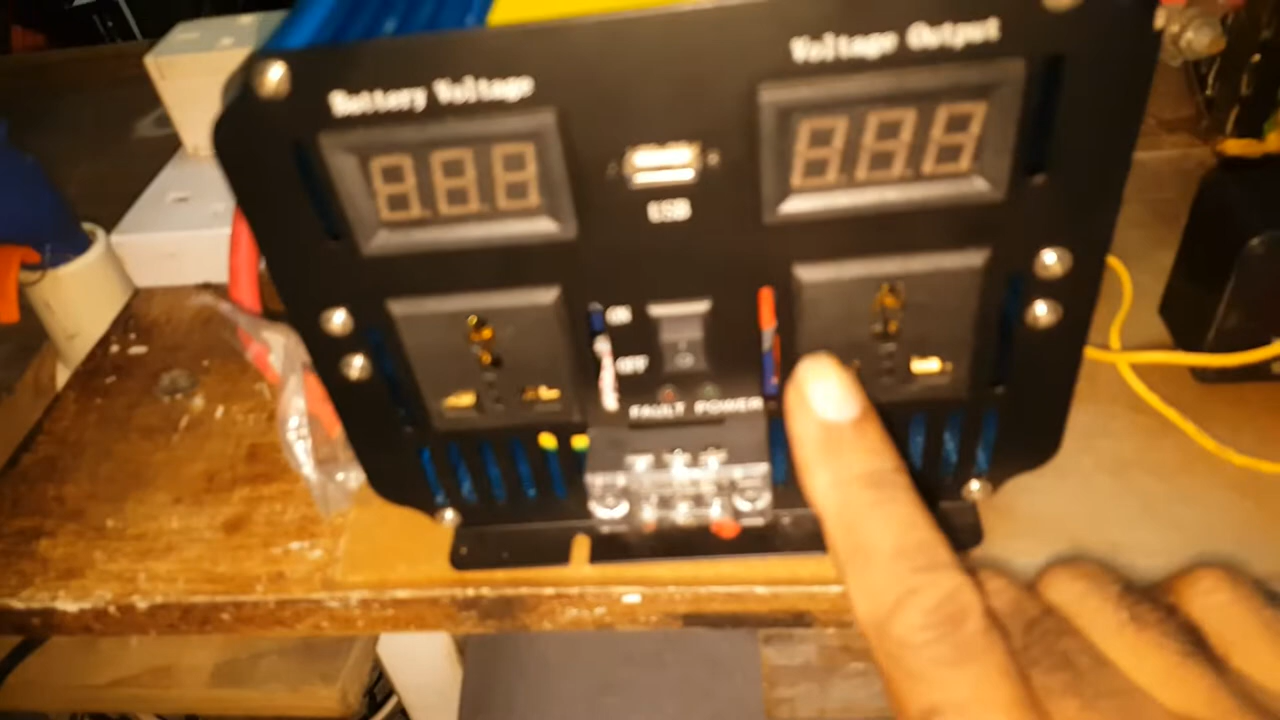 Battery Voltage
Voltage Output
USB
ON
OFF
FAULT POWER